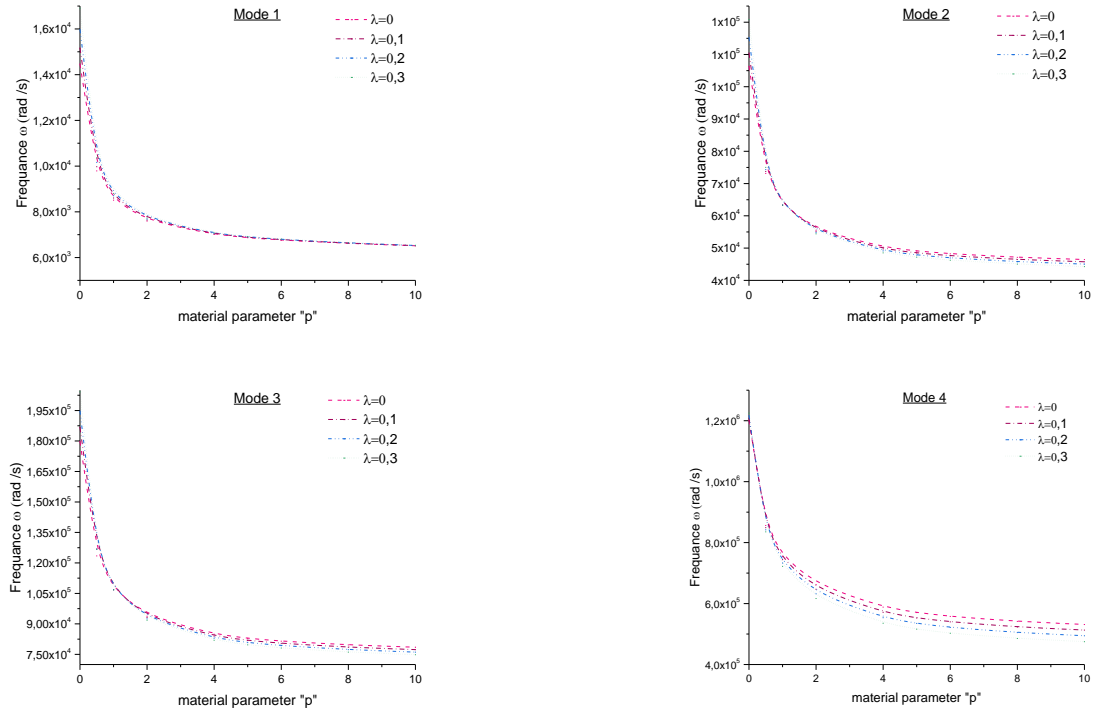 Mode 1
λ=0
λ=0,1
λ=0,2
λ=0,3
1,6x10⁴
1,4x10⁴
1,2x10⁴
1,0x10⁴
8,0x10³
6,0x10³
Frequance ω (rad /s)
0 2 4 6 8 10
material parameter "p"
Mode 2
λ=0
λ=0,1
λ=0,2
λ=0,3
1x10⁵
1x10⁵
1x10⁵
9x10⁴
8x10⁴
7x10⁴
6x10⁴
5x10⁴
4x10⁴
Frequance ω (rad /s)
0 2 4 6 8 10
material parameter "p"
Mode 3
λ=0
λ=0,1
λ=0,2
λ=0,3
1,95x10⁵
1,80x10⁵
1,65x10⁵
1,50x10⁵
1,35x10⁵
1,20x10⁵
1,05x10⁵
9,00x10⁴
7,50x10⁴
Frequance ω (rad /s)
0 2 4 6 8 10
material parameter "p"
Mode 4
λ=0
λ=0,1
λ=0,2
λ=0,3
1,2x10⁶
1,0x10⁶
8,0x10⁵
6,0x10⁵
4,0x10⁵
Frequance ω (rad /s)
0 2 4 6 8 10
material parameter "p"